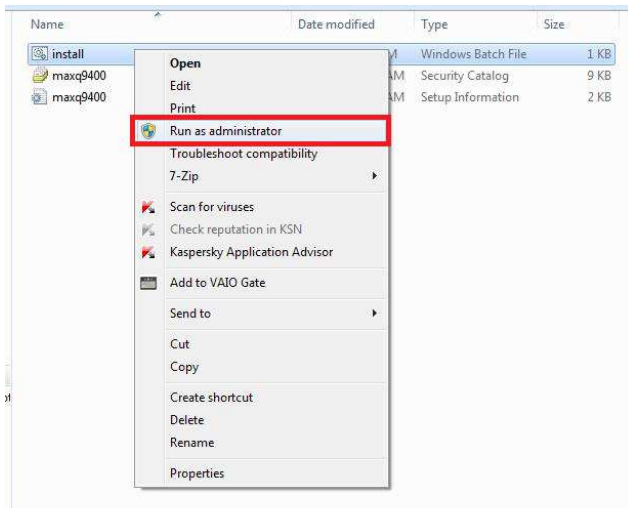 Name Date modified Type Size
install M Windows Batch File 1 KB
maxq9400 AM Security Catalog 9 KB
maxq9400 AM Setup Information 2 KB
Open
Edit
Print
Run as administrator
Troubleshoot compatibility
7-Zip
Scan for viruses
Check reputation in KSN
Kaspersky Application Advisor
Add to VAIO Gate
Send to
Cut
Copy
Create shortcut
Delete
Rename
Properties